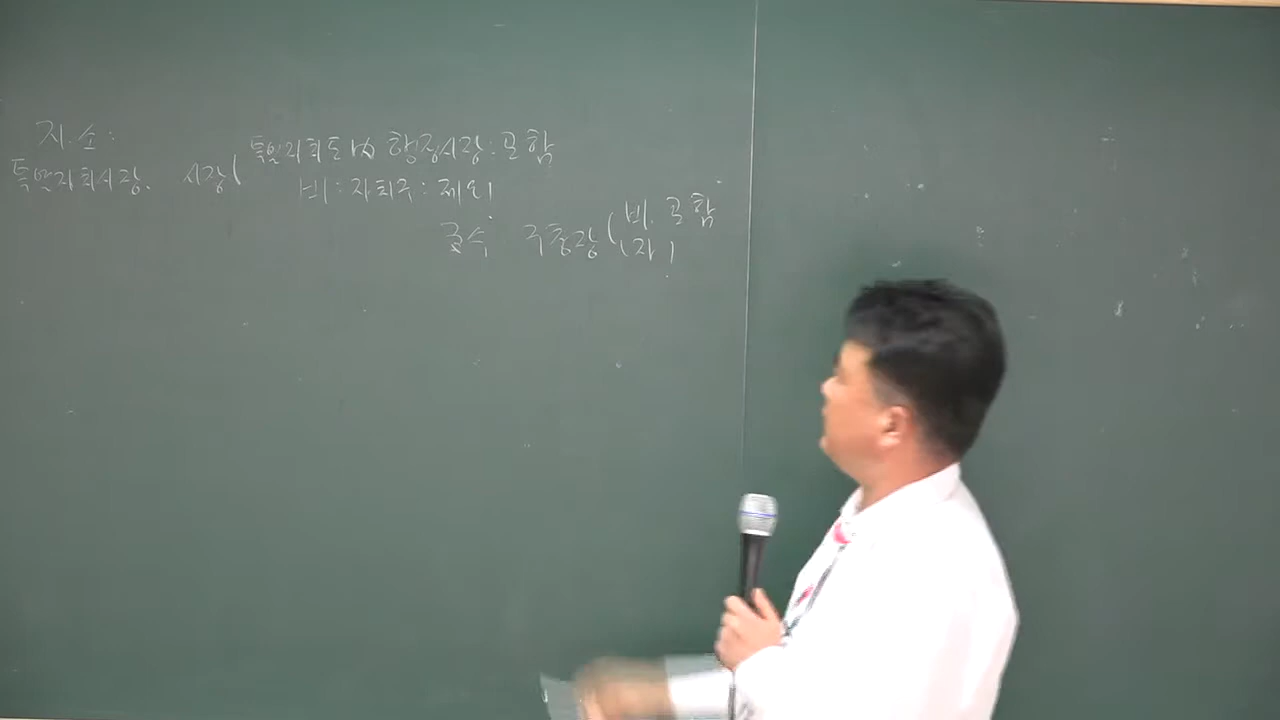 지.소:
특별자치시장. 시장(
특별자치도 行 행정시장:포함
비:자치구:제외
군수 구청장(비.포함
(자)